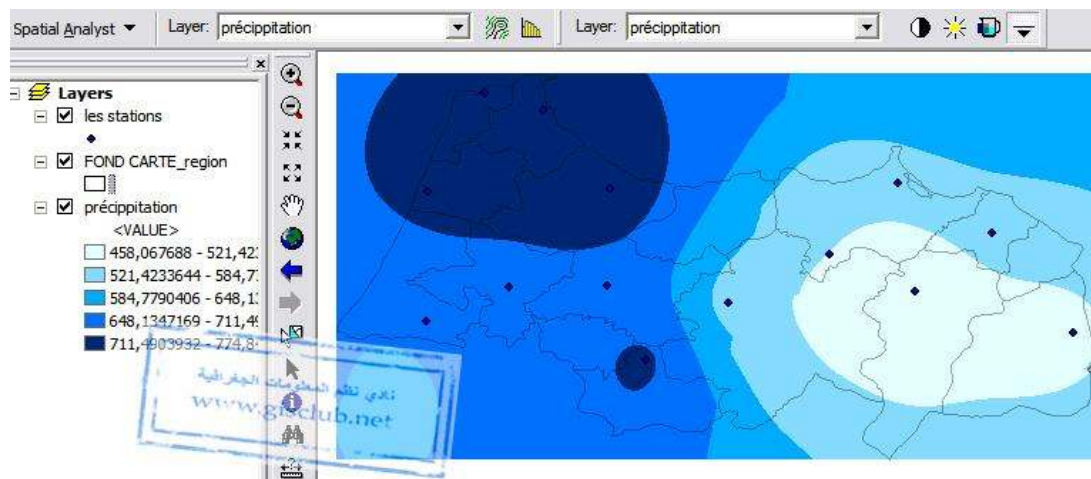 Spatial Analyst Layer: précippitation Layer: précippitation
Layers
les stations
FOND CARTE_region
précippitation
<VALUE>
458,067688 - 521,42
521,4233644 - 584,7
584,7790406 - 648,1
648,1347169 - 711,4
711,4903932 - 774,8
نادي نظم المعلومات الجغرافية
www.gisclub.net